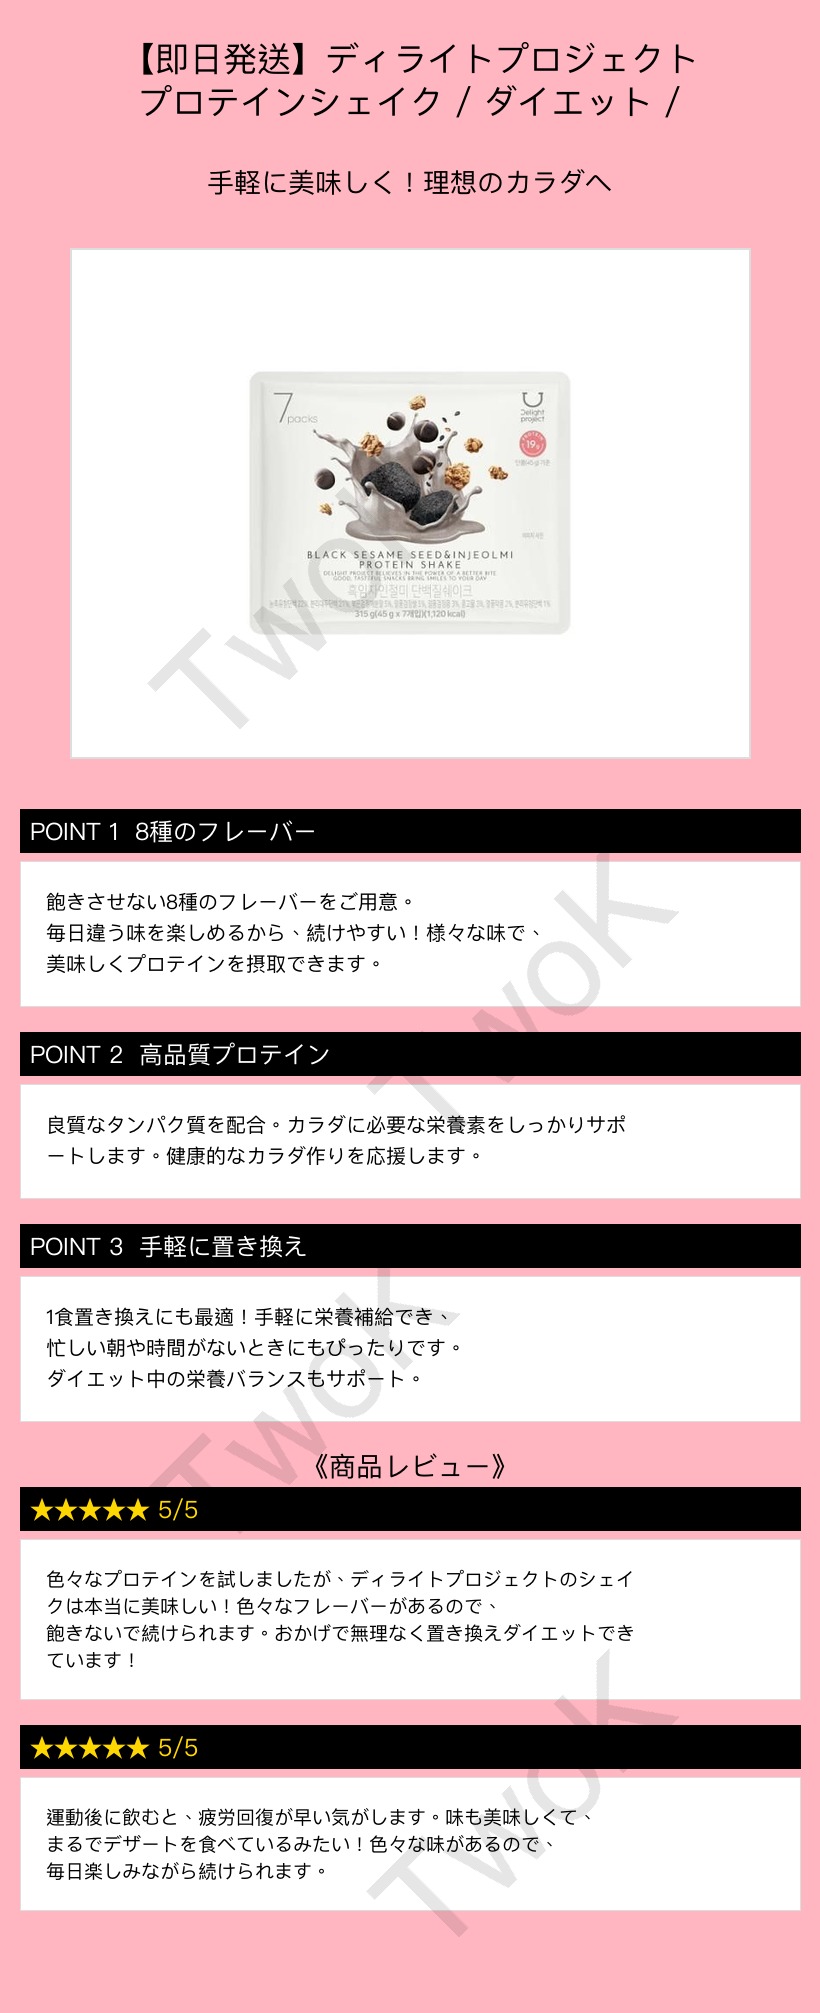 【即日発送】ディライトプロジェクト
プロテインシェイク / ダイエット /
手軽に美味しく！理想のカラダへ
7packs
Delight
project
PROTEIN
19g
BLACK SESAME SEED&INJEOLMI
PROTEIN SHAKE
DELIGHT PROJECT BELIEVES IN THE POWER OF A BETTER BITE
GOOD, TASTEFUL SNACKS BRING SMILES TO YOUR DAY
흑임자인절미 단백질쉐이크
315 g(45 g x 7개입)(1,120 kcal)
TwoK
POINT 1 8種のフレーバー
飽きさせない8種のフレーバーをご用意。
毎日違う味を楽しめるから、続けやすい！様々な味で、
美味しくプロテインを摂取できます。
TwoK
POINT 2 高品質プロテイン
良質なタンパク質を配合。カラダに必要な栄養素をしっかりサポ
ートします。健康的なカラダ作りを応援します。
POINT 3 手軽に置き換え
1食置き換えにも最適！手軽に栄養補給でき、
忙しい朝や時間がないときにもぴったりです。
ダイエット中の栄養バランスもサポート。
TwoK
《商品レビュー》
★★★★★ 5/5
色々なプロテインを試しましたが、ディライトプロジェクトのシェイ
クは本当に美味しい！色々なフレーバーがあるので、
飽きないで続けられます。おかげで無理なく置き換えダイエットでき
ています！
★★★★★ 5/5
運動後に飲むと、疲労回復が早い気がします。味も美味しくて、
まるでデザートを食べているみたい！色々な味があるので、
毎日楽しみながら続けられます。
TwoK